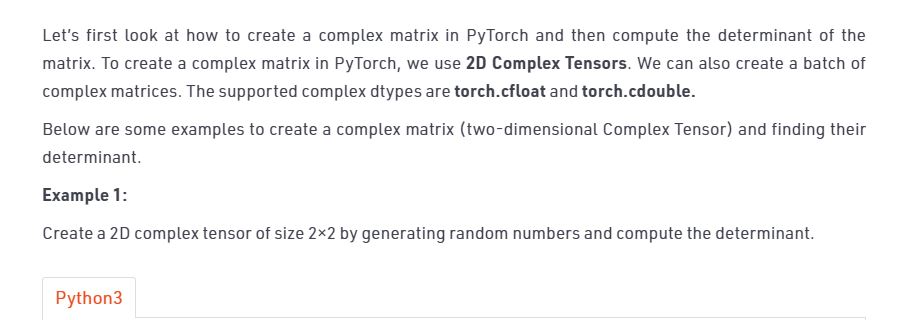 Let's first look at how to create a complex matrix in PyTorch and then compute the determinant of the
matrix. To create a complex matrix in PyTorch, we use 2D Complex Tensors. We can also create a batch of
complex matrices. The supported complex dtypes are torch.cfloat and torch.cdouble.
Below are some examples to create a complex matrix (two-dimensional Complex Tensor) and finding their
determinant.
Example 1:
Create a 2D complex tensor of size 2×2 by generating random numbers and compute the determinant.
Python3